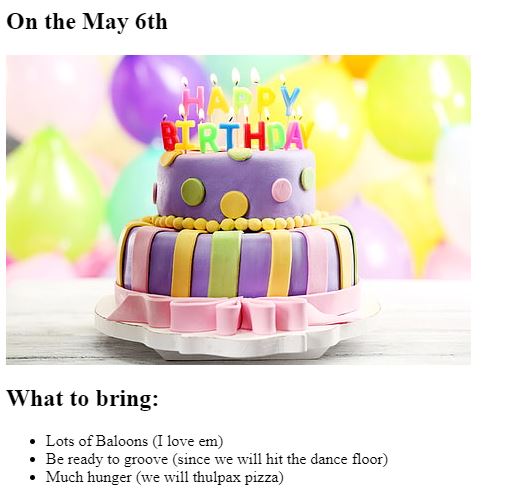 On the May 6th
HAPPY
BIRTHDAY
What to bring:
Lots of Baloons (I love em)
Be ready to groove (since we will hit the dance floor)
Much hunger (we will thulpax pizza)